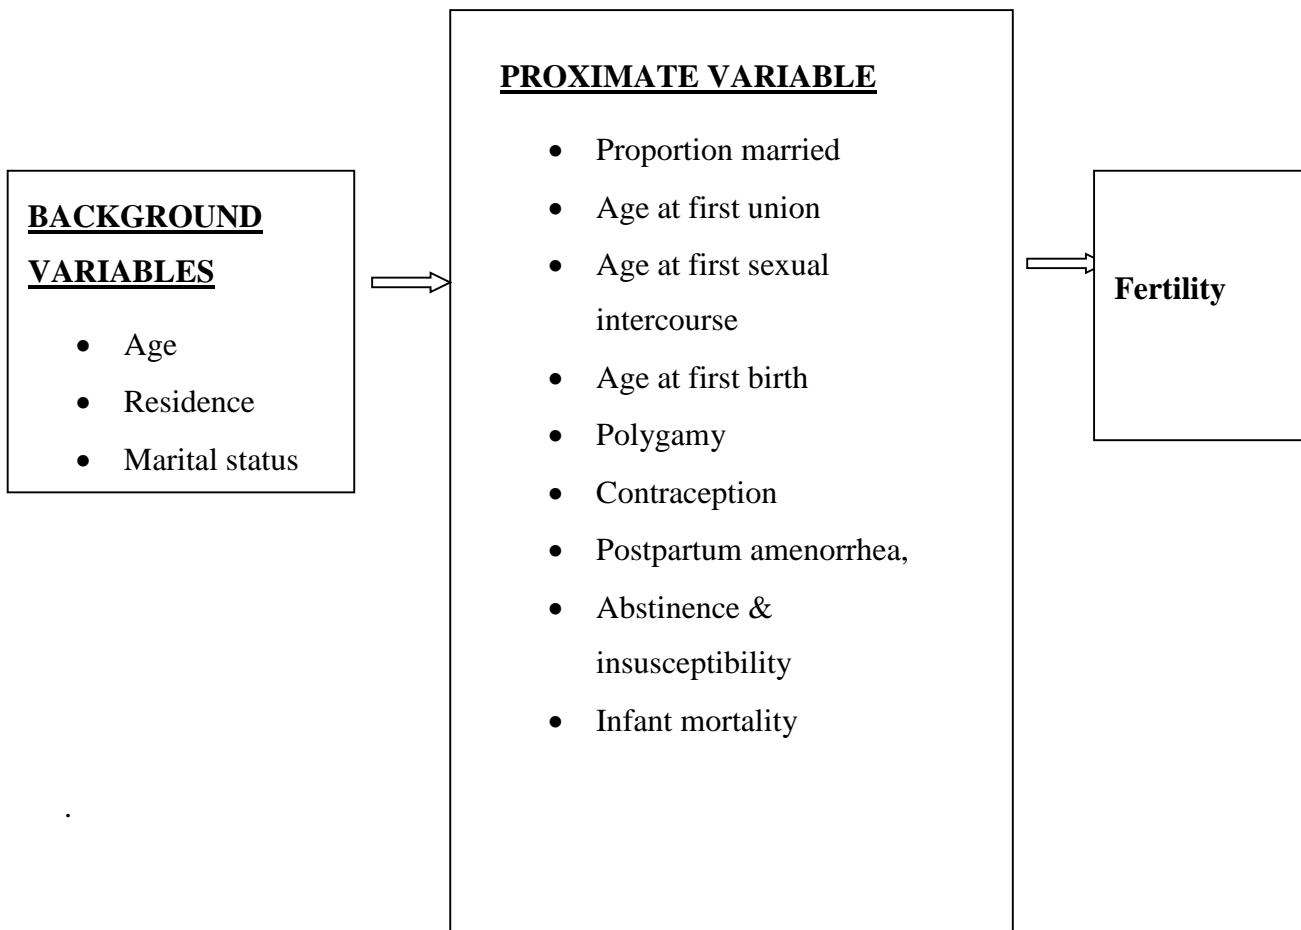 BACKGROUND
VARIABLES
• Age
• Residence
• Marital status
.
PROXIMATE VARIABLE
• Proportion married
• Age at first union
• Age at first sexual
intercourse
• Age at first birth
• Polygamy
• Contraception
• Postpartum amenorrhea,
• Abstinence &
insusceptibility
• Infant mortality
Fertility